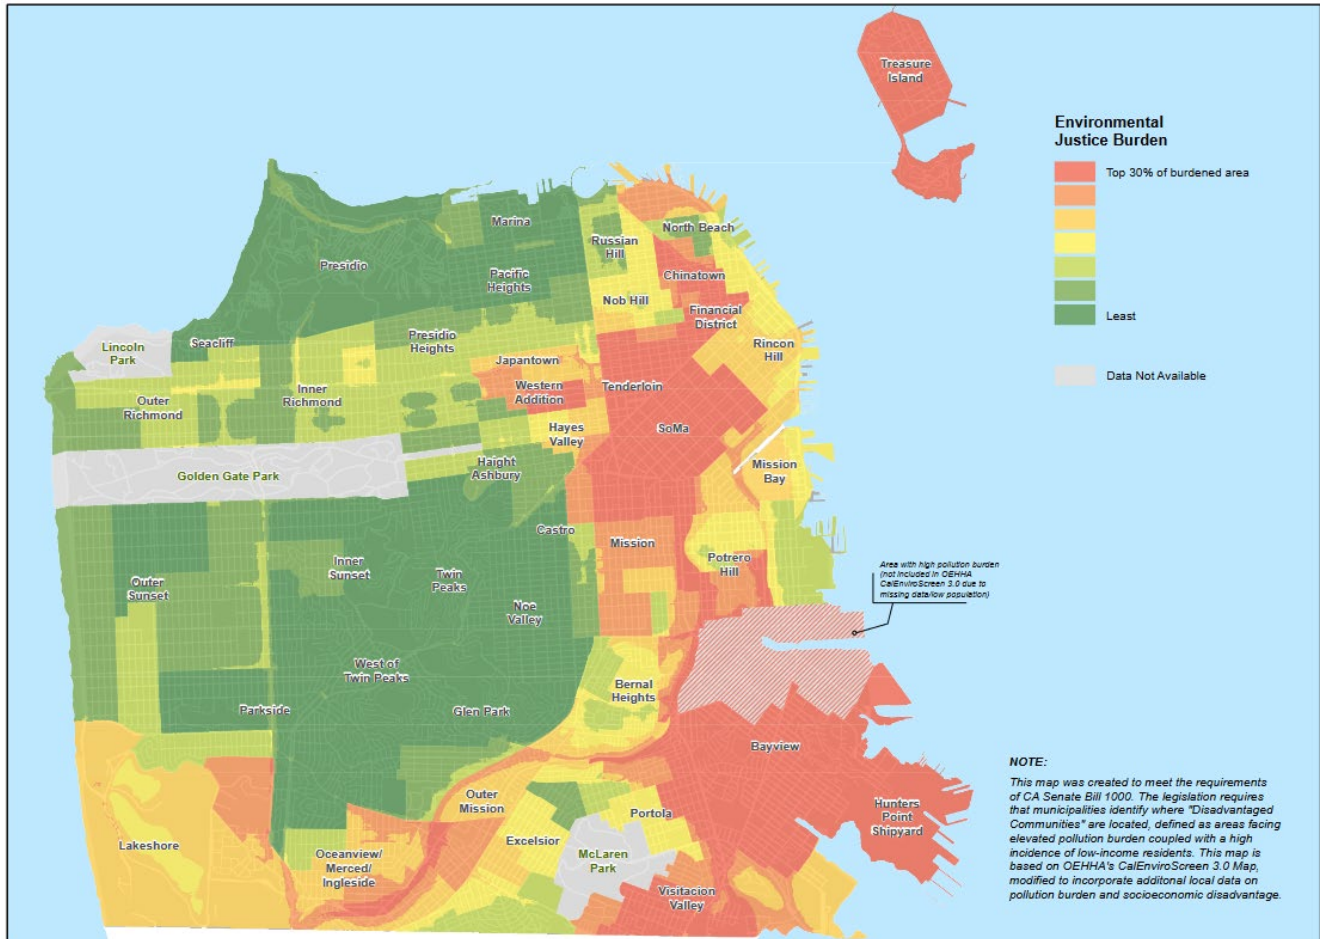 Treasure
Island
Environmental
Justice Burden
Top 30% of burdened area
Least
Data Not Available
Marina
North Beach
Russian
Hill
Presidio
Pacific
Heights
Chinatown
Nob Hill
Financial
District
Lincoln
Park
Seacliff
Presidio
Heights
Rincon
Hill
Japantown
Outer
Richmond
Inner
Richmond
Western
Addition
Tenderloin
Hayes
Valley
SoMa
Golden Gate Park
Haight
Ashbury
Mission
Bay
Castro
Mission
Potrero
Hill
Outer
Sunset
Inner
Sunset
Twin
Peaks
Noe
Valley
Area with high pollution burden
(not included in OEHHA
CalEnviroScreen 3.0 due to
missing data/low population)
West of
Twin Peaks
Bernal
Heights
Parkside
Glen Park
Bayview
Outer
Mission
Hunters
Point
Shipyard
Portola
Excelsior
Lakeshore
Oceanview/
Merced/
Ingleside
McLaren
Park
Visitacion
Valley
NOTE:
This map was created to meet the requirements
of CA Senate Bill 1000. The legislation requires
that municipalities identify where "Disadvantaged
Communities" are located, defined as areas facing
elevated pollution burden coupled with a high
incidence of low-income residents. This map is
based on OEHHA's CalEnviroScreen 3.0 Map,
modified to incorporate additonal local data on
pollution burden and socioeconomic disadvantage.